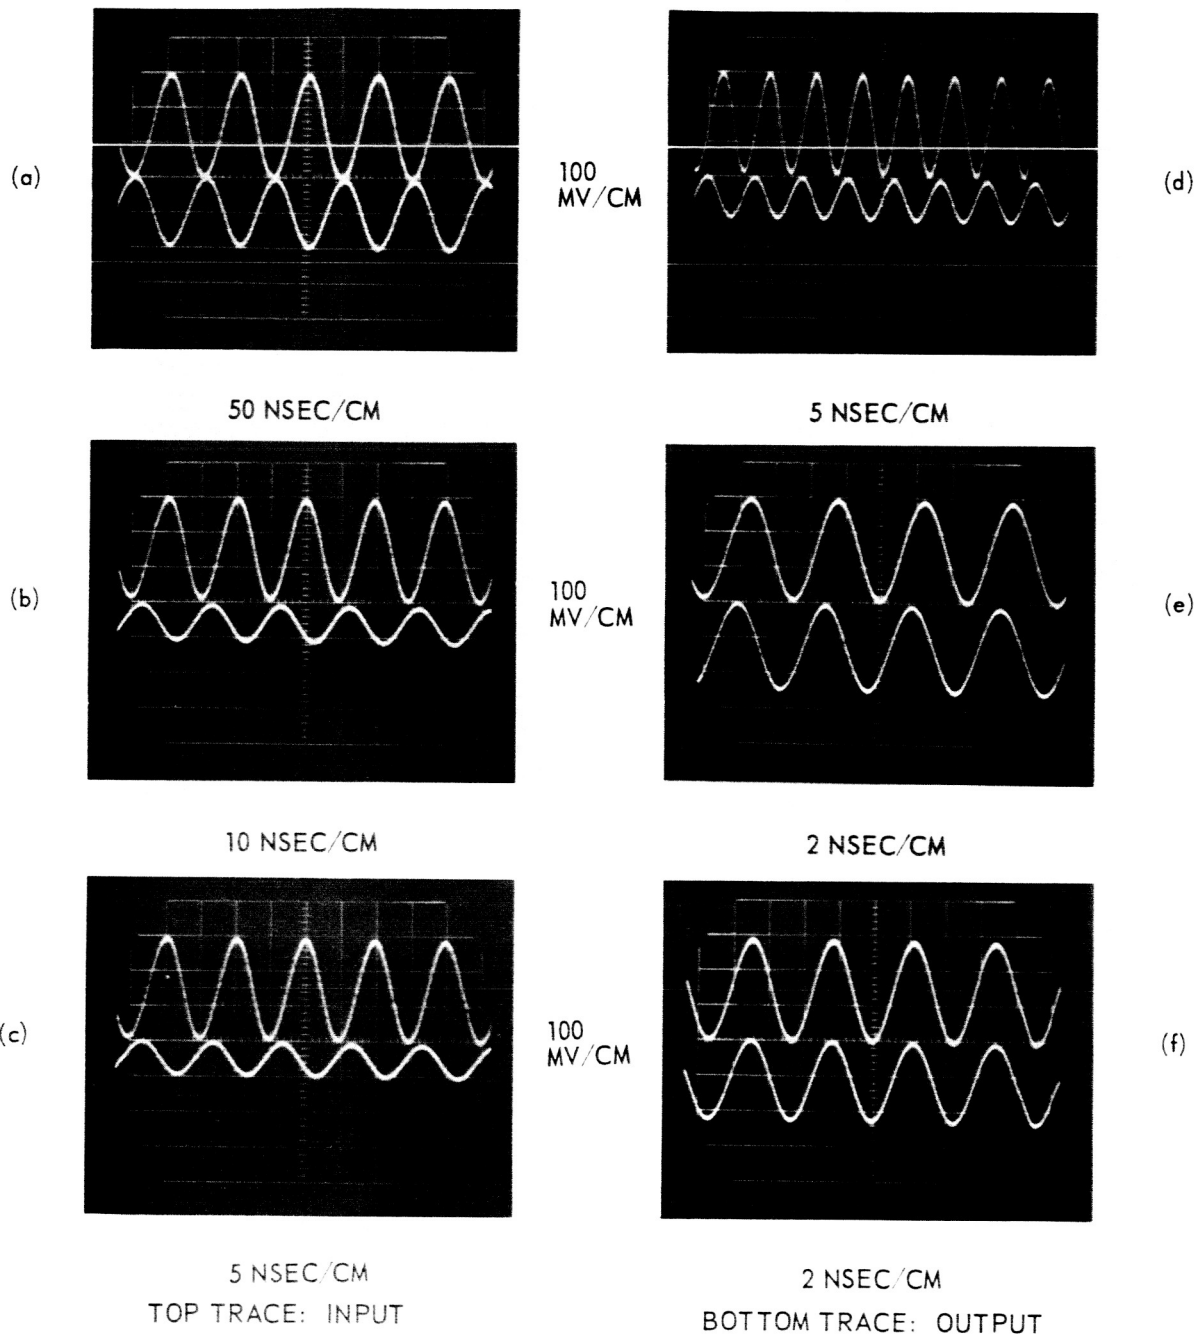 (a)
100
MV/CM
(d)
50 NSEC/CM
5 NSEC/CM
(b)
100
MV/CM
(e)
10 NSEC/CM
2 NSEC/CM
(c)
100
MV/CM
(f)
5 NSEC/CM
2 NSEC/CM
TOP TRACE: INPUT
BOTTOM TRACE: OUTPUT